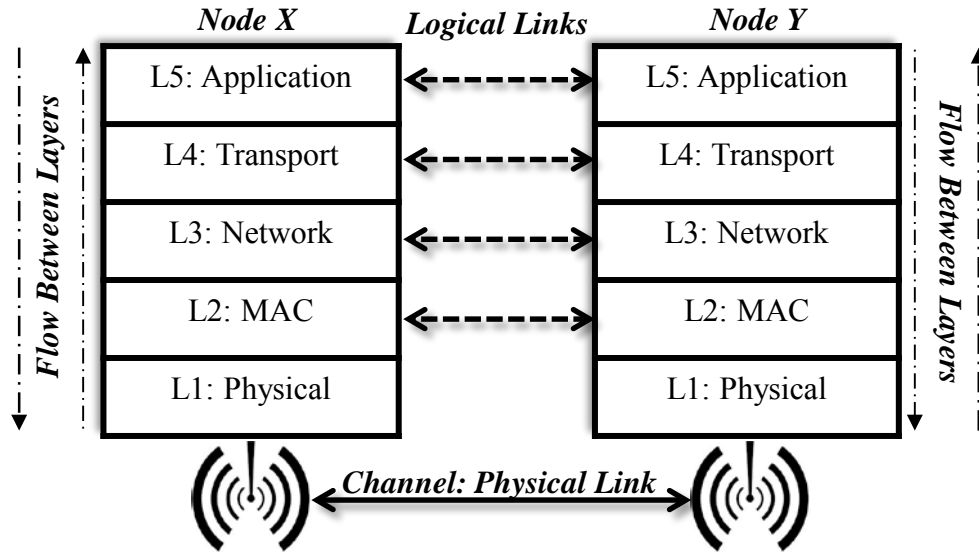 Node X
Logical Links
Node Y
Flow Between Layers
L5: Application
L4: Transport
L3: Network
L2: MAC
L1: Physical
L5: Application
L4: Transport
L3: Network
L2: MAC
L1: Physical
Flow Between Layers
Channel: Physical Link